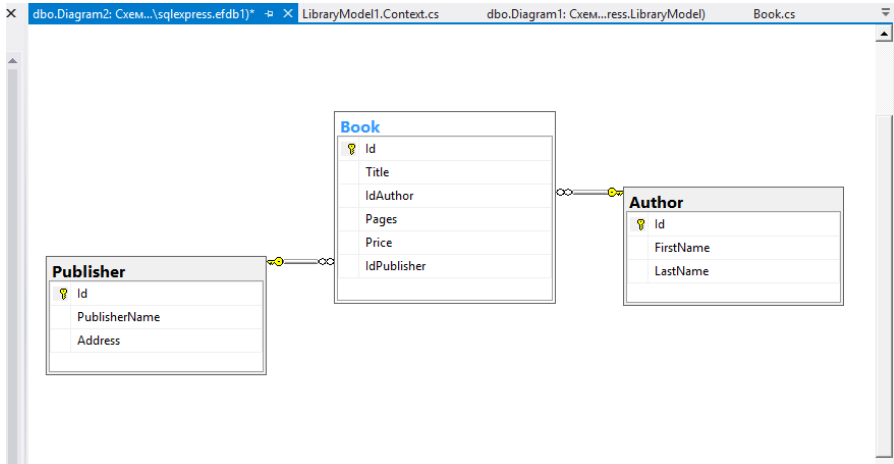 dbo.Diagram2: Схем...\sqlexpress.efdb1)*
LibraryModel1.Context.cs
dbo.Diagram1: Схем...ress.LibraryModel)
Book.cs
Book
Id
Title
IdAuthor
Pages
Price
IdPublisher
Author
Id
FirstName
LastName
Publisher
Id
PublisherName
Address